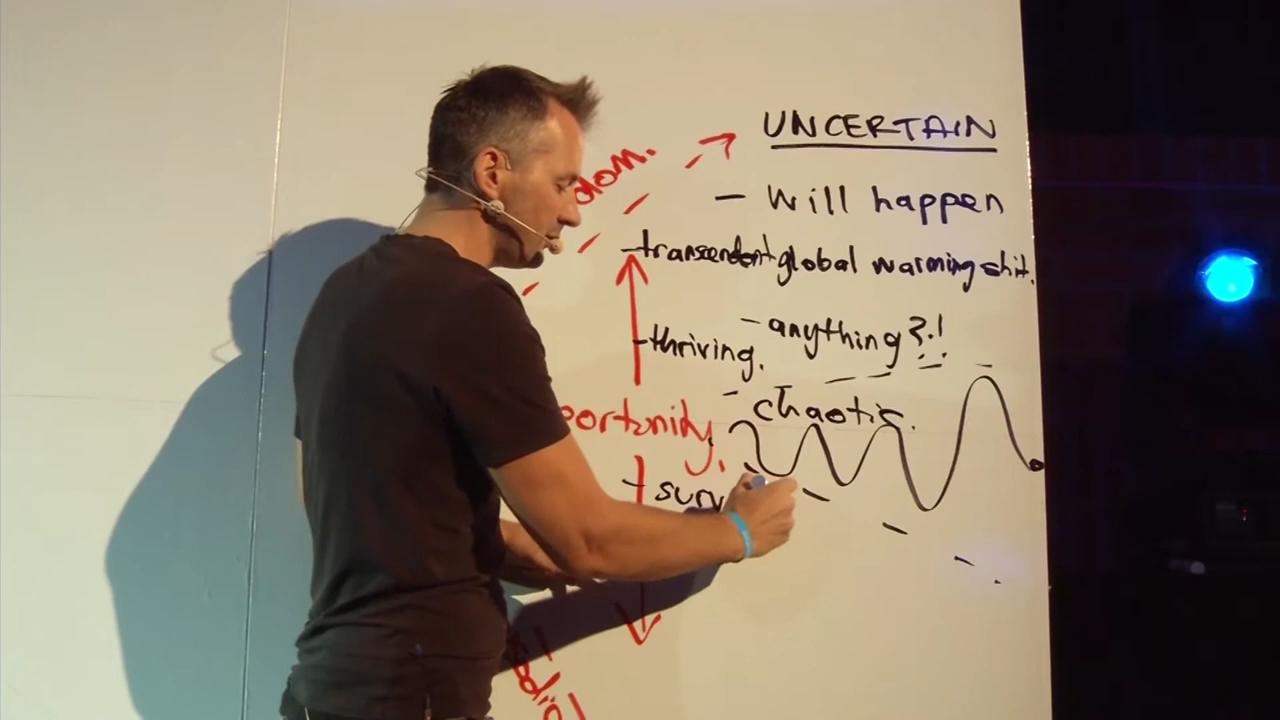 UNCERTAIN
- Will happen
- transcendent global warming shit.
- anything?!
- thriving.
- chaotic.
portunity.
- surv
dom.